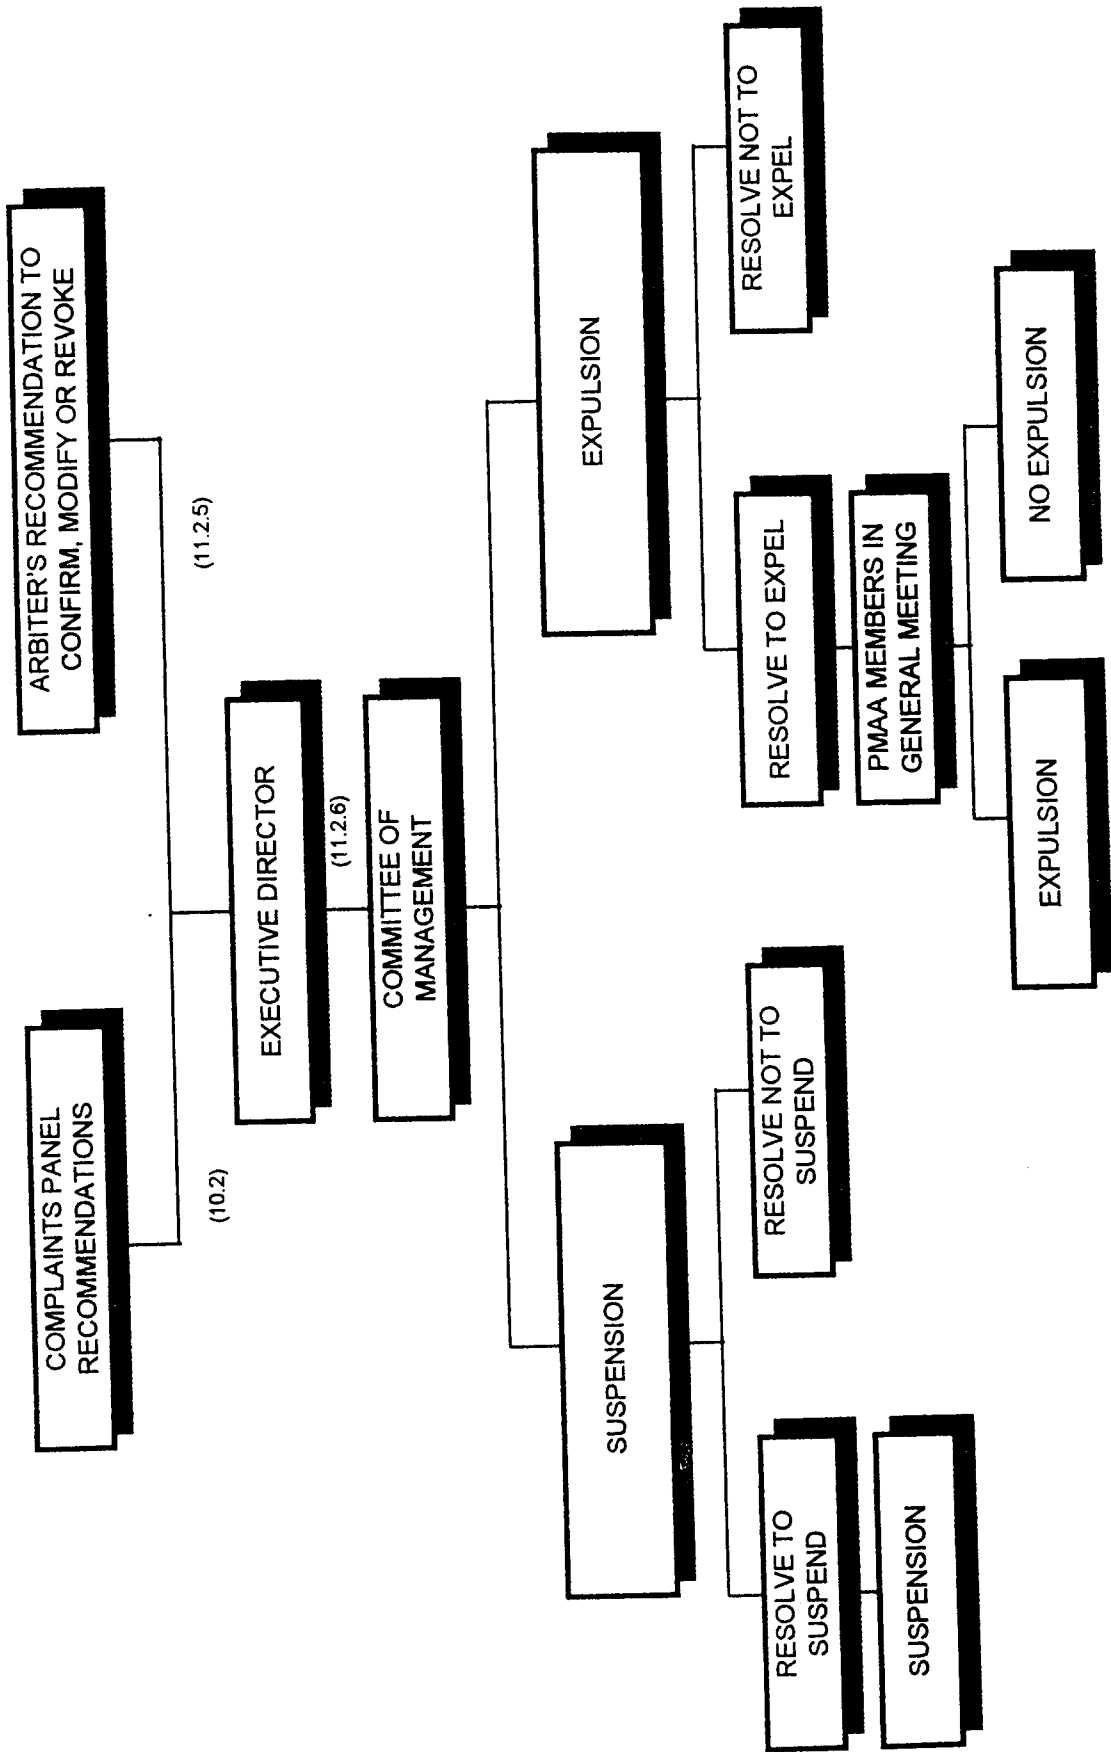 COMPLAINTS PANEL
RECOMMENDATIONS
ARBITER'S RECOMMENDATION TO
CONFIRM, MODIFY OR REVOKE
(10.2)
(11.2.5)
EXECUTIVE DIRECTOR
(11.2.6)
COMMITTEE OF
MANAGEMENT
SUSPENSION
EXPULSION
RESOLVE TO
SUSPEND
RESOLVE NOT TO
SUSPEND
RESOLVE TO EXPEL
RESOLVE NOT TO
EXPEL
SUSPENSION
PMAA MEMBERS IN
GENERAL MEETING
EXPULSION
NO EXPULSION